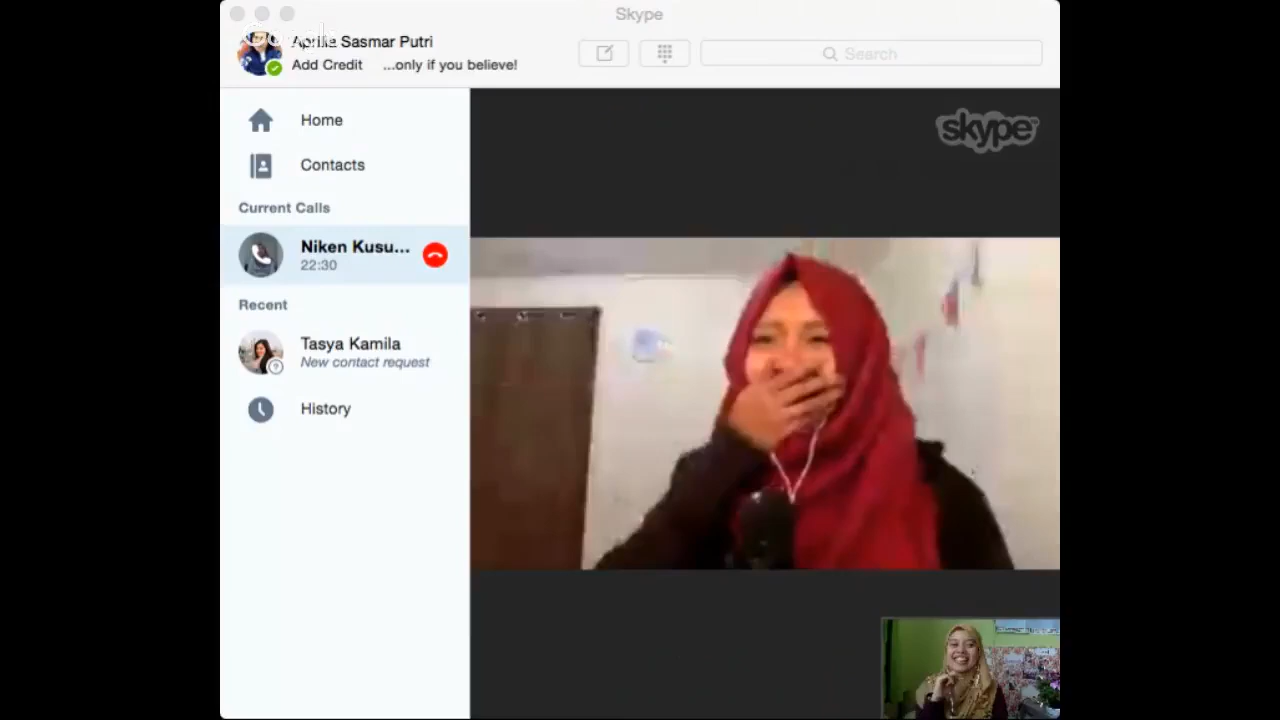 Skype
Aprilia Sasmar Putri
Add Credit ...only if you believe!
Search
Home
Contacts
skype
Current Calls
Niken Kusu...
22:30
Recent
Tasya Kamila
New contact request
History